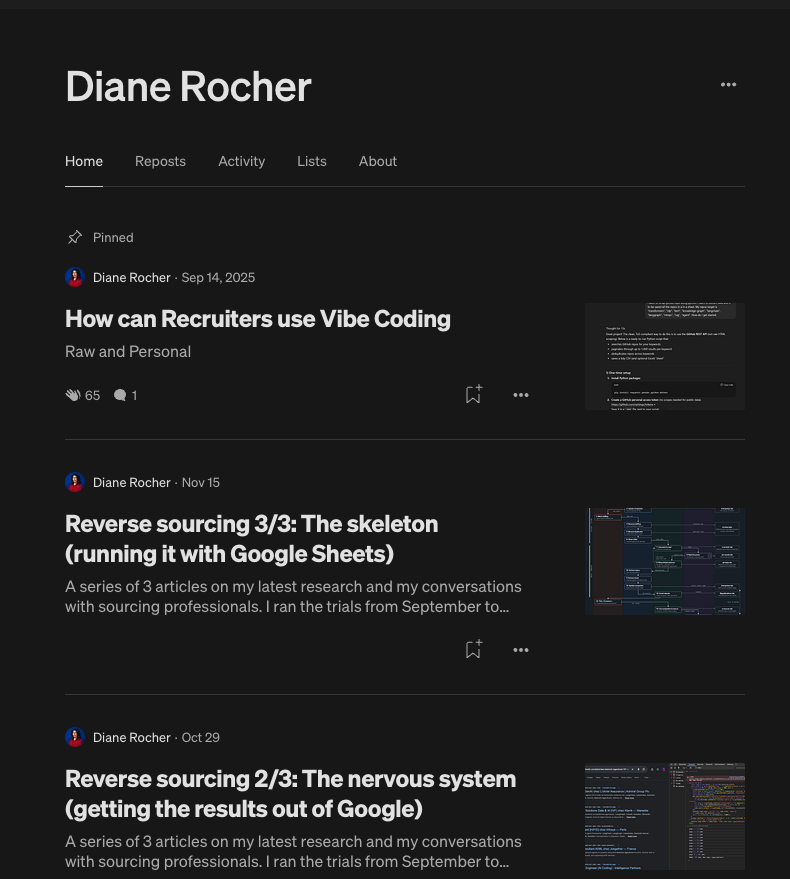 Diane Rocher
Home Reposts Activity Lists About
Pinned
Diane Rocher · Sep 14, 2025
How can Recruiters use Vibe Coding
Raw and Personal
65 1
Diane Rocher · Nov 15
Reverse sourcing 3/3: The skeleton
(running it with Google Sheets)
A series of 3 articles on my latest research and my conversations
with sourcing professionals. I ran the trials from September to...
Diane Rocher · Oct 29
Reverse sourcing 2/3: The nervous system
(getting the results out of Google)
A series of 3 articles on my latest research and my conversations
with sourcing professionals. I ran the trials from September to...